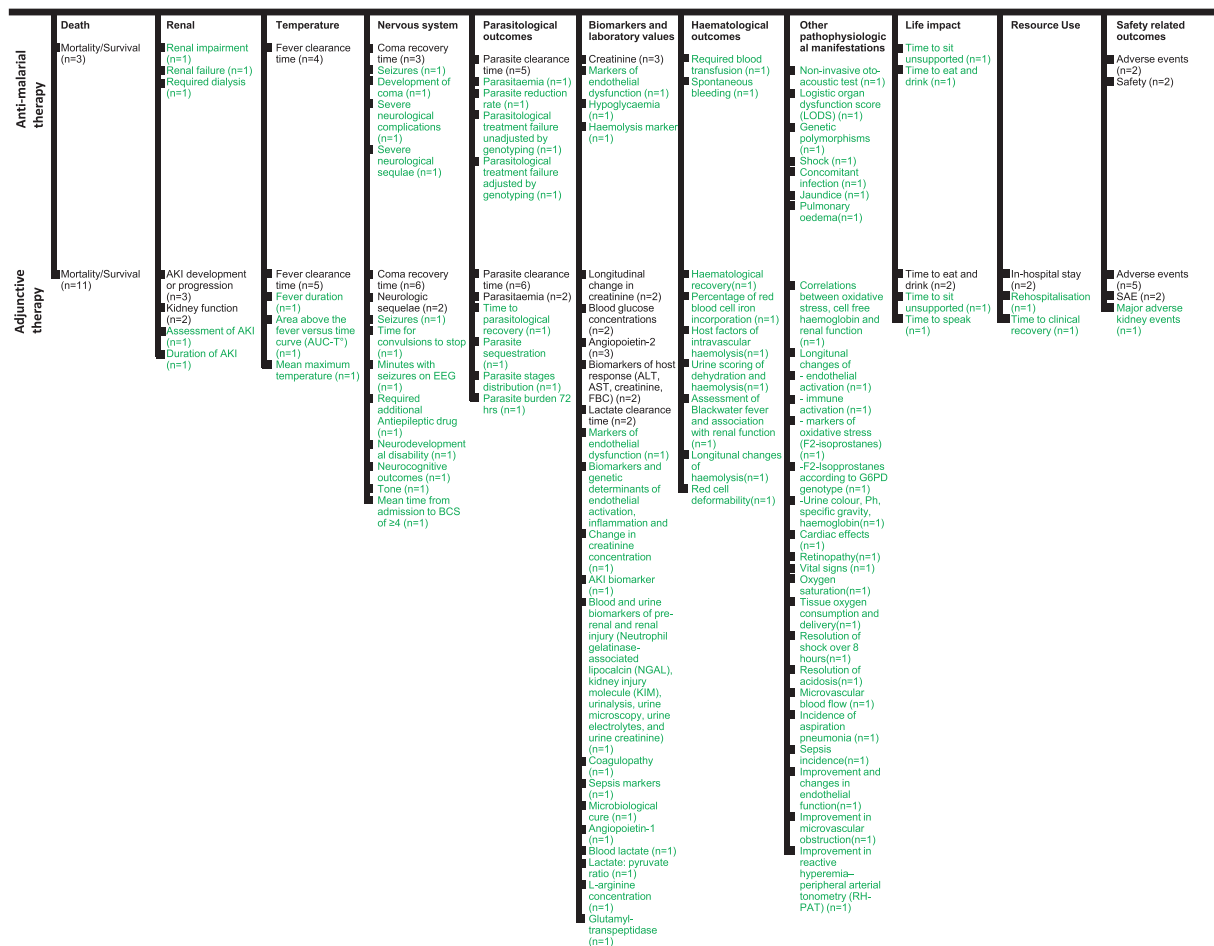 Death
Renal
Temperature
Nervous system
Parasitological
outcomes
Biomarkers and
laboratory values
Haematological
outcomes
Other
pathophysiologic
al manifestations
Life impact
Resource Use
Safety related
outcomes
Anti-malarial
therapy
Mortality/Survival
(n=3)
Renal impairment
(n=1)
Renal failure (n=1)
Required dialysis
(n=1)
Fever clearance
time (n=4)
Coma recovery
time (n=3)
Seizures (n=1)
Development of
coma (n=1)
Severe
neurological
complications
(n=1)
Severe
neurological
sequlae (n=1)
Parasite clearance
time (n=5)
Parasitaemia (n=1)
Parasite reduction
rate (n=1)
Parasitological
treatment failure
unadjusted by
genotyping (n=1)
Parasitological
treatment failure
adjusted by
genotyping (n=1)
Creatinine (n=3)
Markers of
endothelial
dysfunction (n=1)
Hypoglycaemia
(n=1)
Haemolysis marker
(n=1)
Required blood
transfusion (n=1)
Spontaneous
bleeding (n=1)
Non-invasive oto-
acoustic test (n=1)
Logistic organ
dysfunction score
(LODS) (n=1)
Genetic
polymorphisms
(n=1)
Shock (n=1)
Concomitant
infection (n=1)
Jaundice (n=1)
Pulmonary
oedema(n=1)
Time to sit
unsupported (n=1)
Time to eat and
drink (n=1)
Adverse events
(n=2)
Safety (n=2)
Adjunctive
therapy
Mortality/Survival
(n=11)
AKI development
or progression
(n=3)
Kidney function
(n=2)
Assessment of AKI
(n=1)
Duration of AKI
(n=1)
Fever clearance
time (n=5)
Fever duration
(n=1)
Area above the
fever versus time
curve (AUC-T°)
(n=1)
Mean maximum
temperature (n=1)
Coma recovery
time (n=6)
Neurologic
sequelae (n=2)
Seizures (n=1)
Time for
convulsions to stop
(n=1)
Minutes with
seizures on EEG
(n=1)
Required
additional
Antiepileptic drug
(n=1)
Neurodevelopment
al disability (n=1)
Neurocognitive
outcomes (n=1)
Tone (n=1)
Mean time from
admission to BCS
of ≥4 (n=1)
Parasite clearance
time (n=6)
Parasitaemia (n=2)
Time to
parasitological
recovery (n=1)
Parasite
sequestration
(n=1)
Parasite stages
distribution (n=1)
Parasite burden 72
hrs (n=1)
Longitudinal
change in
creatinine (n=2)
Blood glucose
concentrations
(n=2)
Angiopoietin-2
(n=3)
Biomarkers of host
response (ALT,
AST, creatinine,
FBC) (n=2)
Lactate clearance
time (n=2)
Markers of
endothelial
dysfunction (n=1)
Biomarkers and
genetic
determinants of
endothelial
activation,
inflammation and
Change in
creatinine
concentration
(n=1)
AKI biomarker
(n=1)
Blood and urine
biomarkers of pre-
renal and renal
injury (Neutrophil
gelatinase-
associated
lipocalcin (NGAL),
kidney injury
molecule (KIM),
urinalysis, urine
microscopy, urine
electrolytes, and
urine creatinine)
(n=1)
Coagulopathy
(n=1)
Sepsis markers
(n=1)
Microbiological
cure (n=1)
Angiopoietin-1
(n=1)
Blood lactate (n=1)
Lactate: pyruvate
ratio (n=1)
L-arginine
concentration
(n=1)
Glutamyl-
transpeptidase
(n=1)
Haematological
recovery(n=1)
Percentage of red
blood cell iron
incorporation (n=1)
Host factors of
intravascular
haemolysis(n=1)
Urine scoring of
dehydration and
haemolysis(n=1)
Assessment of
Blackwater fever
and association
with renal function
(n=1)
Longitunal changes
of
haemolysis(n=1)
Red cell
deformability(n=1)
Correlations
between oxidative
stress, cell free
haemoglobin and
renal function
(n=1)
Longitunal
changes of
- endothelial
activation (n=1)
- immune
activation (n=1)
- markers of
oxidative stress
(F2-isoprostanes)
(n=1)
-F2-Isoprostanes
according to G6PD
genotype (n=1)
-Urine colour, Ph,
specific gravity,
haemoglobin(n=1)
Cardiac effects
(n=1)
Retinopathy(n=1)
Vital signs (n=1)
Oxygen
saturation(n=1)
Tissue oxygen
consumption and
delivery(n=1)
Resolution of
shock over 8
hours(n=1)
Resolution of
acidosis(n=1)
Microvascular
blood flow (n=1)
Incidence of
aspiration
pneumonia (n=1)
Sepsis
incidence(n=1)
Improvement and
changes in
endothelial
function(n=1)
Improvement in
microvascular
obstruction(n=1)
Improvement in
reactive
hyperemia–
peripheral arterial
tonometry (RH-
PAT) (n=1)
Time to eat and
drink (n=2)
Time to sit
unsupported (n=1)
Time to speak
(n=1)
In-hospital stay
(n=2)
Rehospitalisation
(n=1)
Time to clinical
recovery (n=1)
Adverse events
(n=5)
SAE (n=2)
Major adverse
kidney events
(n=1)